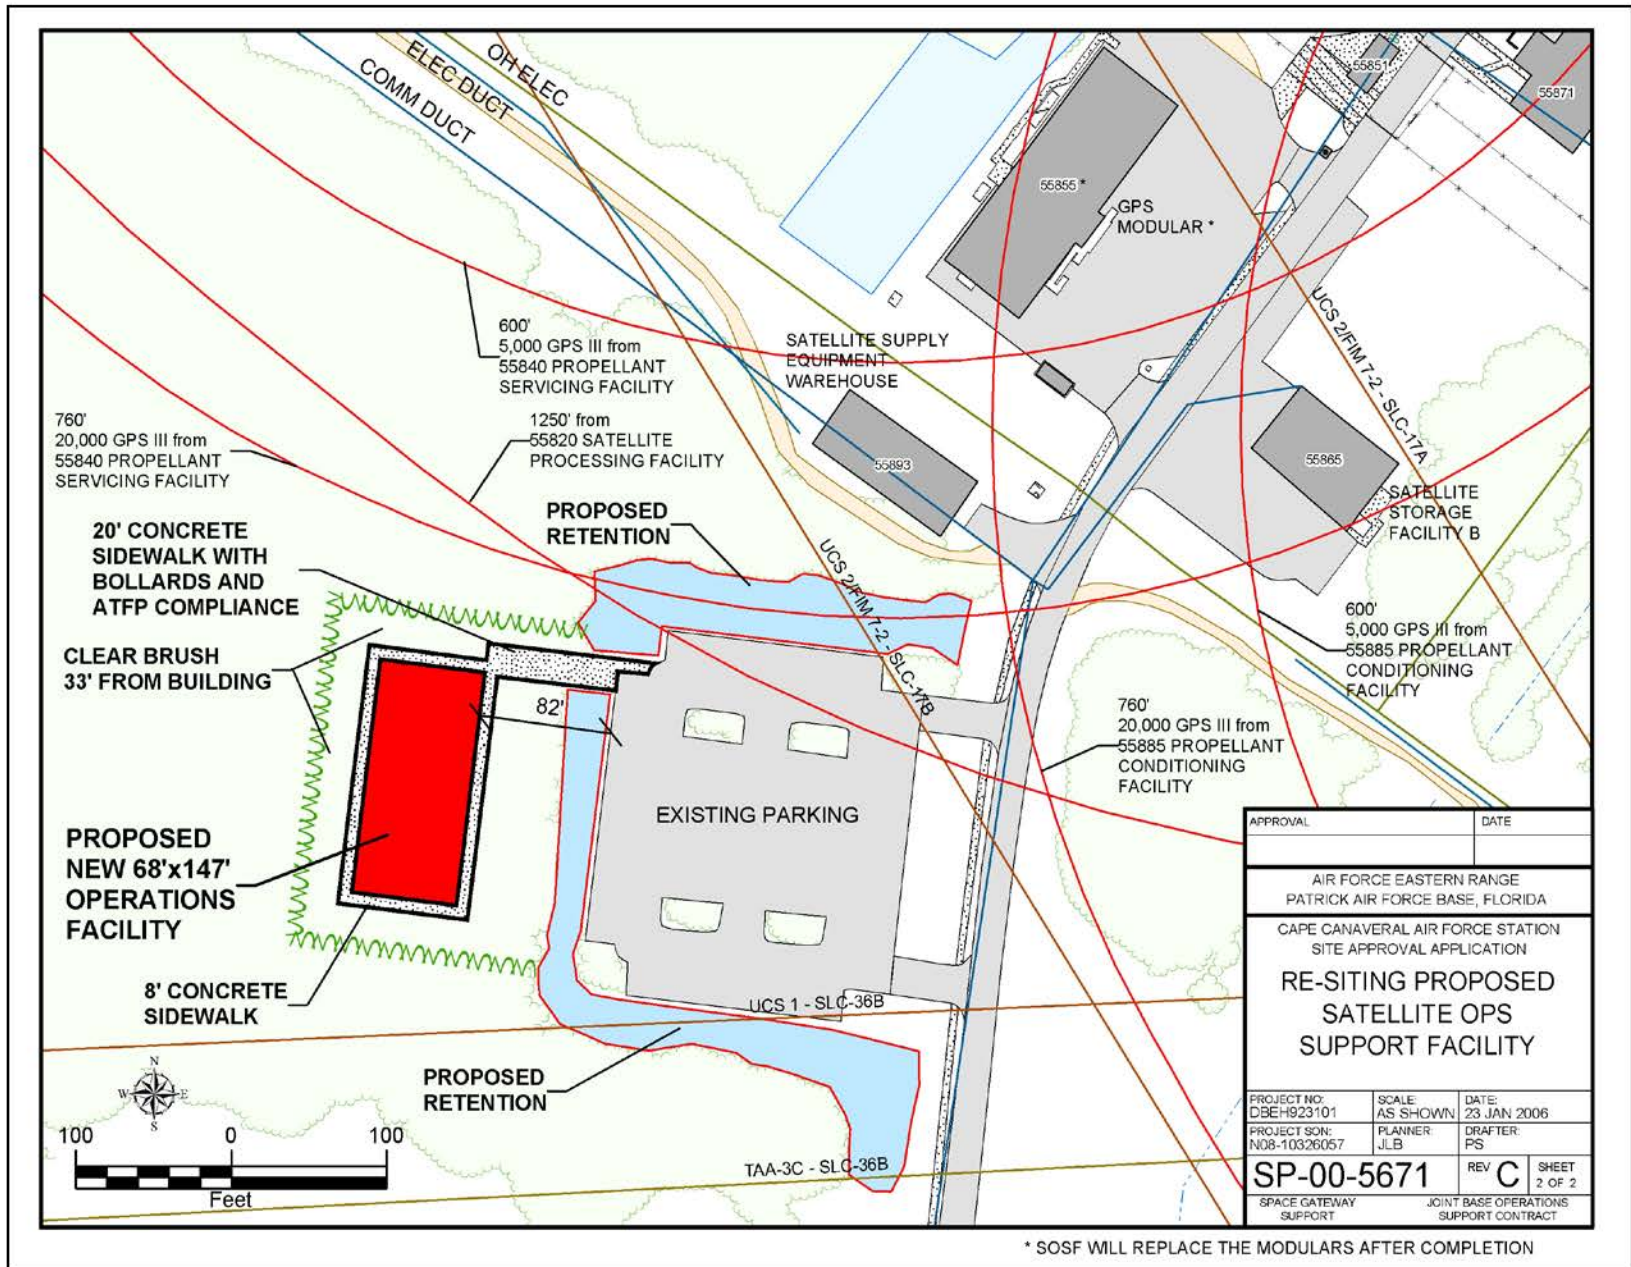 OH ELEC
ELEC DUCT
COMM DUCT
55851
55871
55855 *
GPS
MODULAR *
UCS 2/FIM 7-2 - SLC-17A
600'
5,000 GPS III from
55840 PROPELLANT
SERVICING FACILITY
SATELLITE SUPPLY
EQUIPMENT
WAREHOUSE
760'
20,000 GPS III from
55840 PROPELLANT
SERVICING FACILITY
1250' from
55820 SATELLITE
PROCESSING FACILITY
55893
55865
SATELLITE
STORAGE
FACILITY B
20' CONCRETE
SIDEWALK WITH
BOLLARDS AND
ATFP COMPLIANCE
PROPOSED
RETENTION
UCS 2/FIM 7-2 - SLC-17B
600'
5,000 GPS III from
55885 PROPELLANT
CONDITIONING
FACILITY
CLEAR BRUSH
33' FROM BUILDING
82'
760'
20,000 GPS III from
55885 PROPELLANT
CONDITIONING
FACILITY
EXISTING PARKING
PROPOSED
NEW 68'x147'
OPERATIONS
FACILITY
8' CONCRETE
SIDEWALK
UCS 1 - SLC-36B
PROPOSED
RETENTION
TAA-3C - SLC-36B
N
W E
S
100 0 100
Feet
APPROVAL DATE
AIR FORCE EASTERN RANGE
PATRICK AIR FORCE BASE, FLORIDA
CAPE CANAVERAL AIR FORCE STATION
SITE APPROVAL APPLICATION
RE-SITING PROPOSED
SATELLITE OPS
SUPPORT FACILITY
PROJECT NO: SCALE: DATE:
DBEH923101 AS SHOWN 23 JAN 2006
PROJECT SON: PLANNER: DRAFTER:
N08-10326057 JLB PS
SP-00-5671 REV C SHEET
2 OF 2
SPACE GATEWAY JOINT BASE OPERATIONS
SUPPORT SUPPORT CONTRACT
* SOSF WILL REPLACE THE MODULARS AFTER COMPLETION